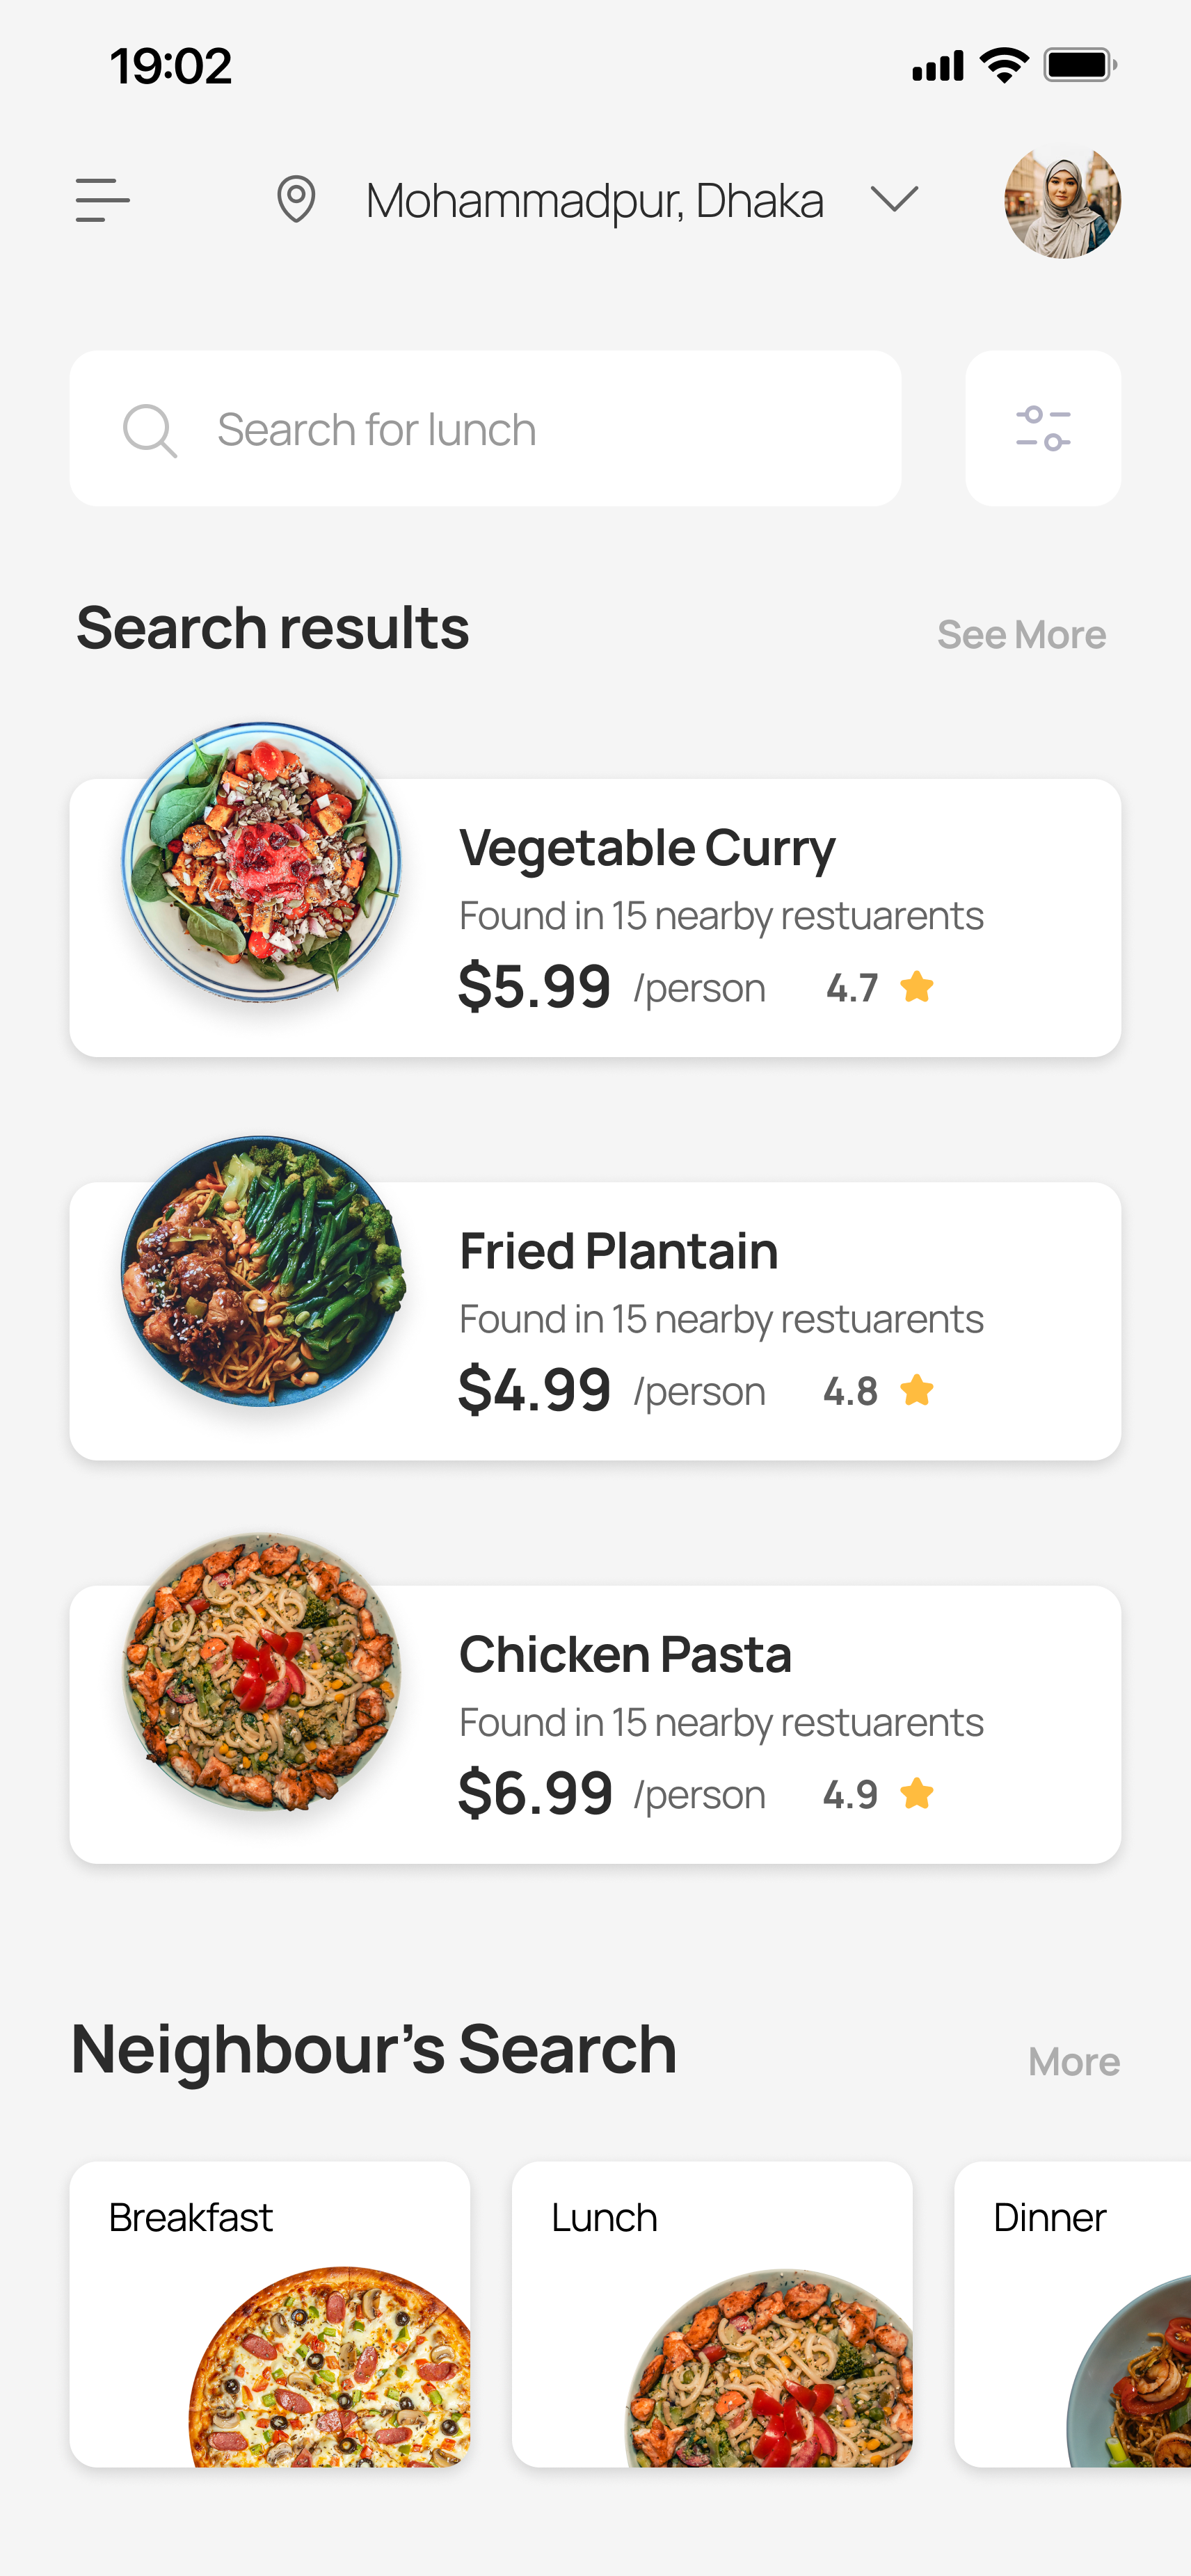 19:02
Mohammadpur, Dhaka
Search for lunch
Search results
See More
Vegetable Curry
Found in 15 nearby restuarents
$5.99 /person 4.7
Fried Plantain
Found in 15 nearby restuarents
$4.99 /person 4.8
Chicken Pasta
Found in 15 nearby restuarents
$6.99 /person 4.9
Neighbour’s Search
More
Breakfast
Lunch
Dinner